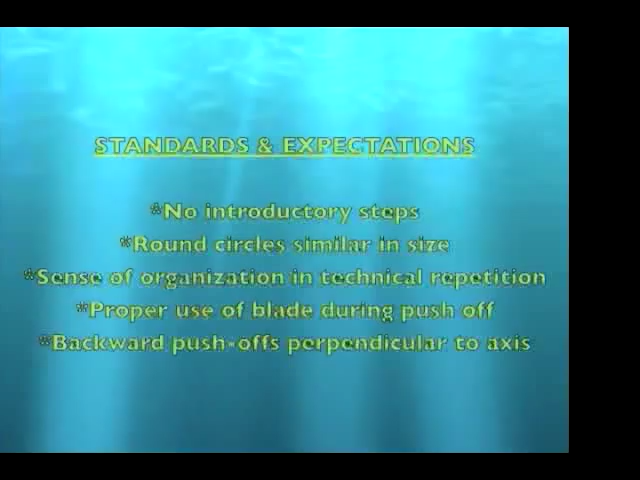 STANDARDS & EXPECTATIONS
*No introductory steps
*Round circles similar in size
*Sense of organization in technical repetition
*Proper use of blade during push off
*Backward push-offs perpendicular to axis